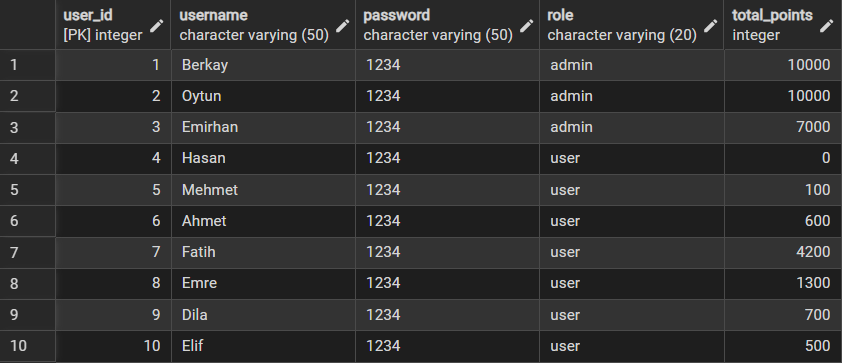 user_id username password role total_points
[PK] integer character varying (50) character varying (50) character varying (20) integer
1 1 Berkay 1234 admin 10000
2 2 Oytun 1234 admin 10000
3 3 Emirhan 1234 admin 7000
4 4 Hasan 1234 user 0
5 5 Mehmet 1234 user 100
6 6 Ahmet 1234 user 600
7 7 Fatih 1234 user 4200
8 8 Emre 1234 user 1300
9 9 Dila 1234 user 700
10 10 Elif 1234 user 500